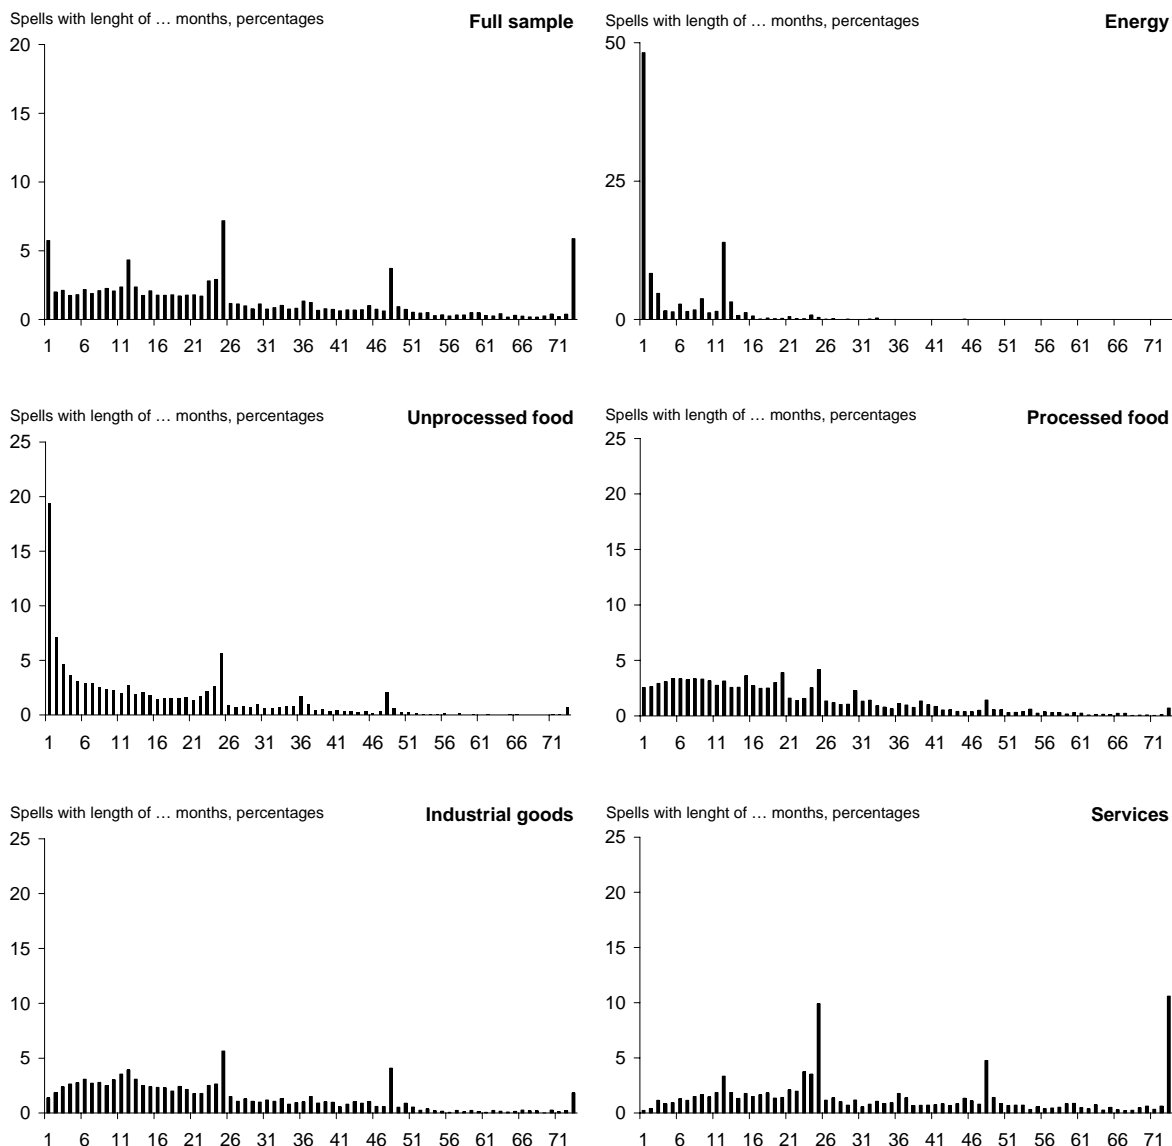 Spells with lenght of … months, percentages
Full sample
20
15
10
5
0
1 6 11 16 21 26 31 36 41 46 51 56 61 66 71
Spells with lenght of … months, percentages
Energy
50
25
0
1 6 11 16 21 26 31 36 41 46 51 56 61 66 71
Spells with length of … months, percentages
Unprocessed food
25
20
15
10
5
0
1 6 11 16 21 26 31 36 41 46 51 56 61 66 71
Spells with length of … months, percentages
Processed food
25
20
15
10
5
0
1 6 11 16 21 26 31 36 41 46 51 56 61 66 71
Spells with length of … months, percentages
Industrial goods
25
20
15
10
5
0
1 6 11 16 21 26 31 36 41 46 51 56 61 66 71
Spells with lenght of … months, percentages
Services
25
20
15
10
5
0
1 6 11 16 21 26 31 36 41 46 51 56 61 66 71